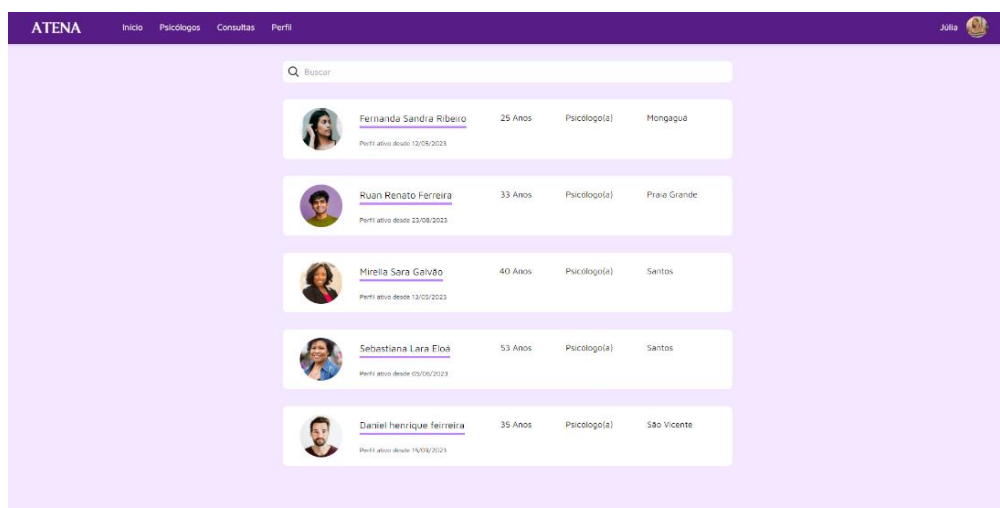 ATENA Início Psicólogos Consultas Perfil Júlia
Buscar
Fernanda Sandra Ribeiro 25 Anos Psicólogo(a) Mongaguá
Perfil ativo desde 12/05/2023
Ruan Renato Ferreira 33 Anos Psicólogo(a) Praia Grande
Perfil ativo desde 23/08/2023
Mirella Sara Galvão 40 Anos Psicólogo(a) Santos
Perfil ativo desde 13/05/2023
Sebastiana Lara Eloá 53 Anos Psicólogo(a) Santos
Perfil ativo desde 05/06/2023
Daniel henrique feirreira 35 Anos Psicólogo(a) São Vicente
Perfil ativo desde